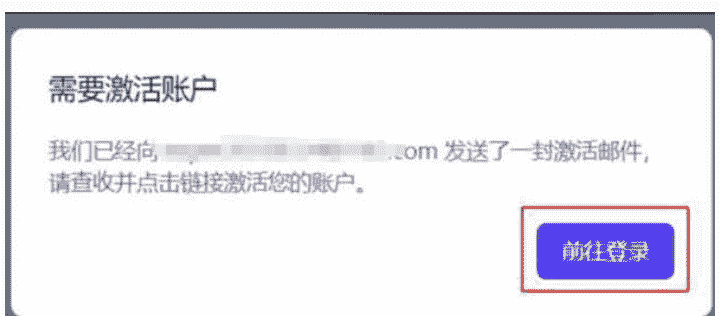 需要激活账户
我们已经向 .com 发送了一封激活邮件，
请查收并点击链接激活您的账户。
前往登录